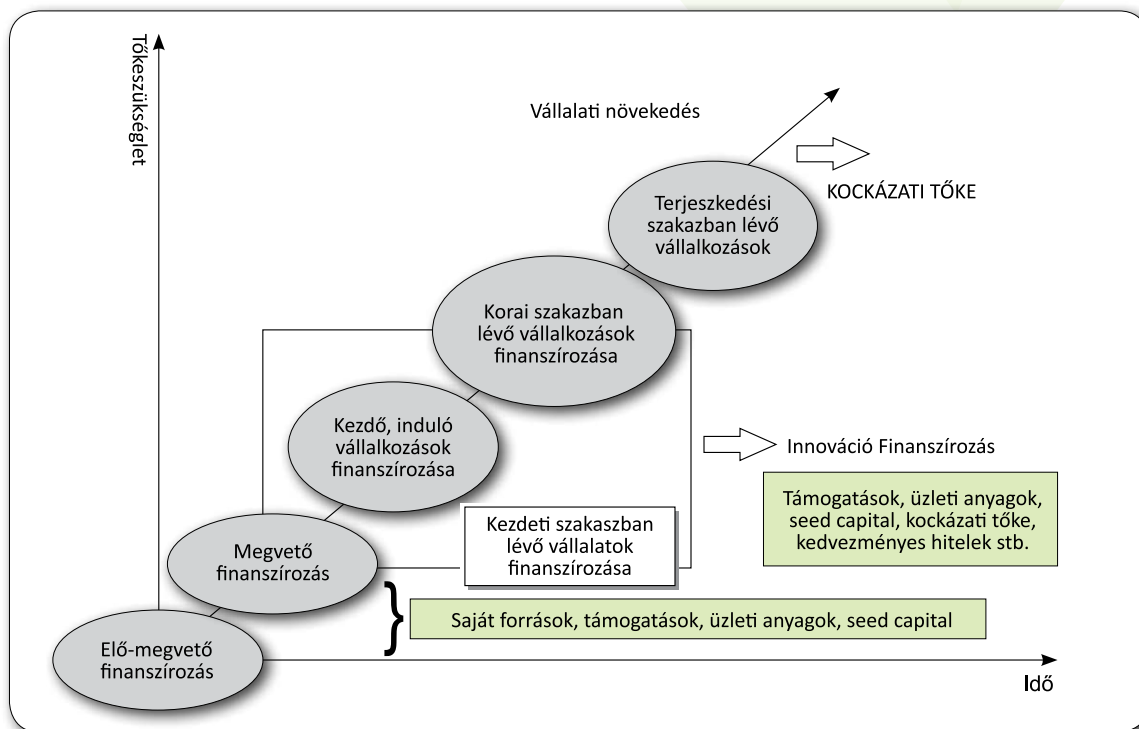 Tőkeszükséglet
Vállalati növekedés
KOCKÁZATI TŐKE
Terjeszkedési
szakazban lévő
vállalkozások
Korai szakazban
lévő vállalkozások
finanszírozása
Kezdő, induló
vállalkozások
finanszírozása
Innováció Finanszírozás
Támogatások, üzleti anyagok,
seed capital, kockázati tőke,
kedvezményes hitelek stb.
Kezdeti szakaszban
lévő vállalatok
finanszírozása
Megvető
finanszírozás
Saját források, támogatások, üzleti anyagok, seed capital
Elő-megvető
finanszírozás
Idő